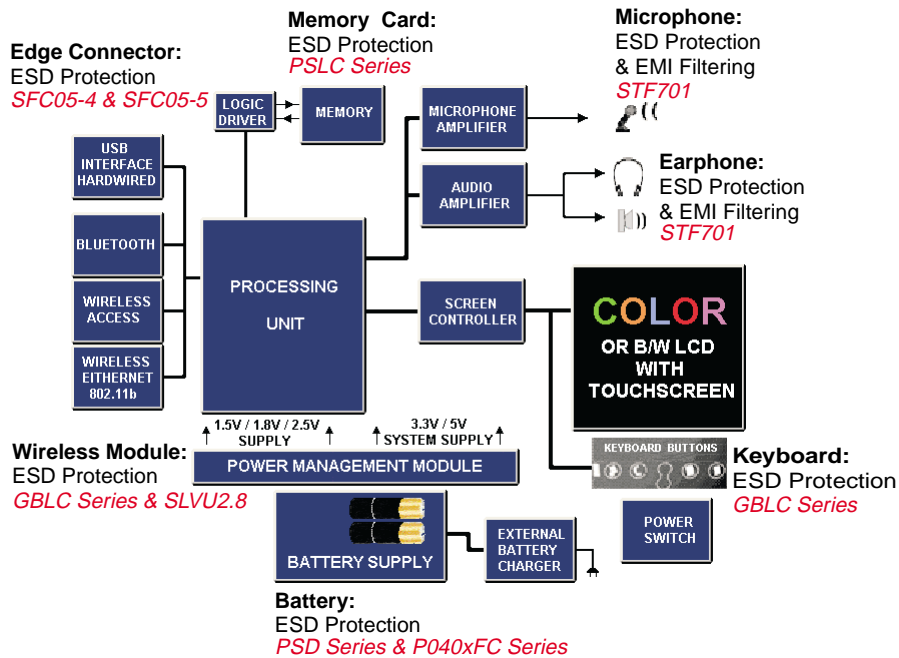 Memory Card:
ESD Protection
PSLC Series
Microphone:
ESD Protection
& EMI Filtering
STF701
Edge Connector:
ESD Protection
SFC05-4 & SFC05-5
LOGIC
DRIVER
MEMORY
MICROPHONE
AMPLIFIER
USB
INTERFACE
HARDWIRED
AUDIO
AMPLIFIER
Earphone:
ESD Protection
& EMI Filtering
STF701
BLUETOOTH
PROCESSING
UNIT
WIRELESS
ACCESS
SCREEN
CONTROLLER
COLOR
OR B/W LCD
WITH
TOUCHSCREEN
WIRELESS
EITHERNET
802.11b
1.5V / 1.8V / 2.5V
SUPPLY
3.3V / 5V
SYSTEM SUPPLY
Wireless Module:
ESD Protection
GBLC Series & SLVU2.8
POWER MANAGEMENT MODULE
KEYBOARD BUTTONS
Keyboard:
ESD Protection
GBLC Series
BATTERY SUPPLY
EXTERNAL
BATTERY
CHARGER
POWER
SWITCH
Battery:
ESD Protection
PSD Series & P040xFC Series